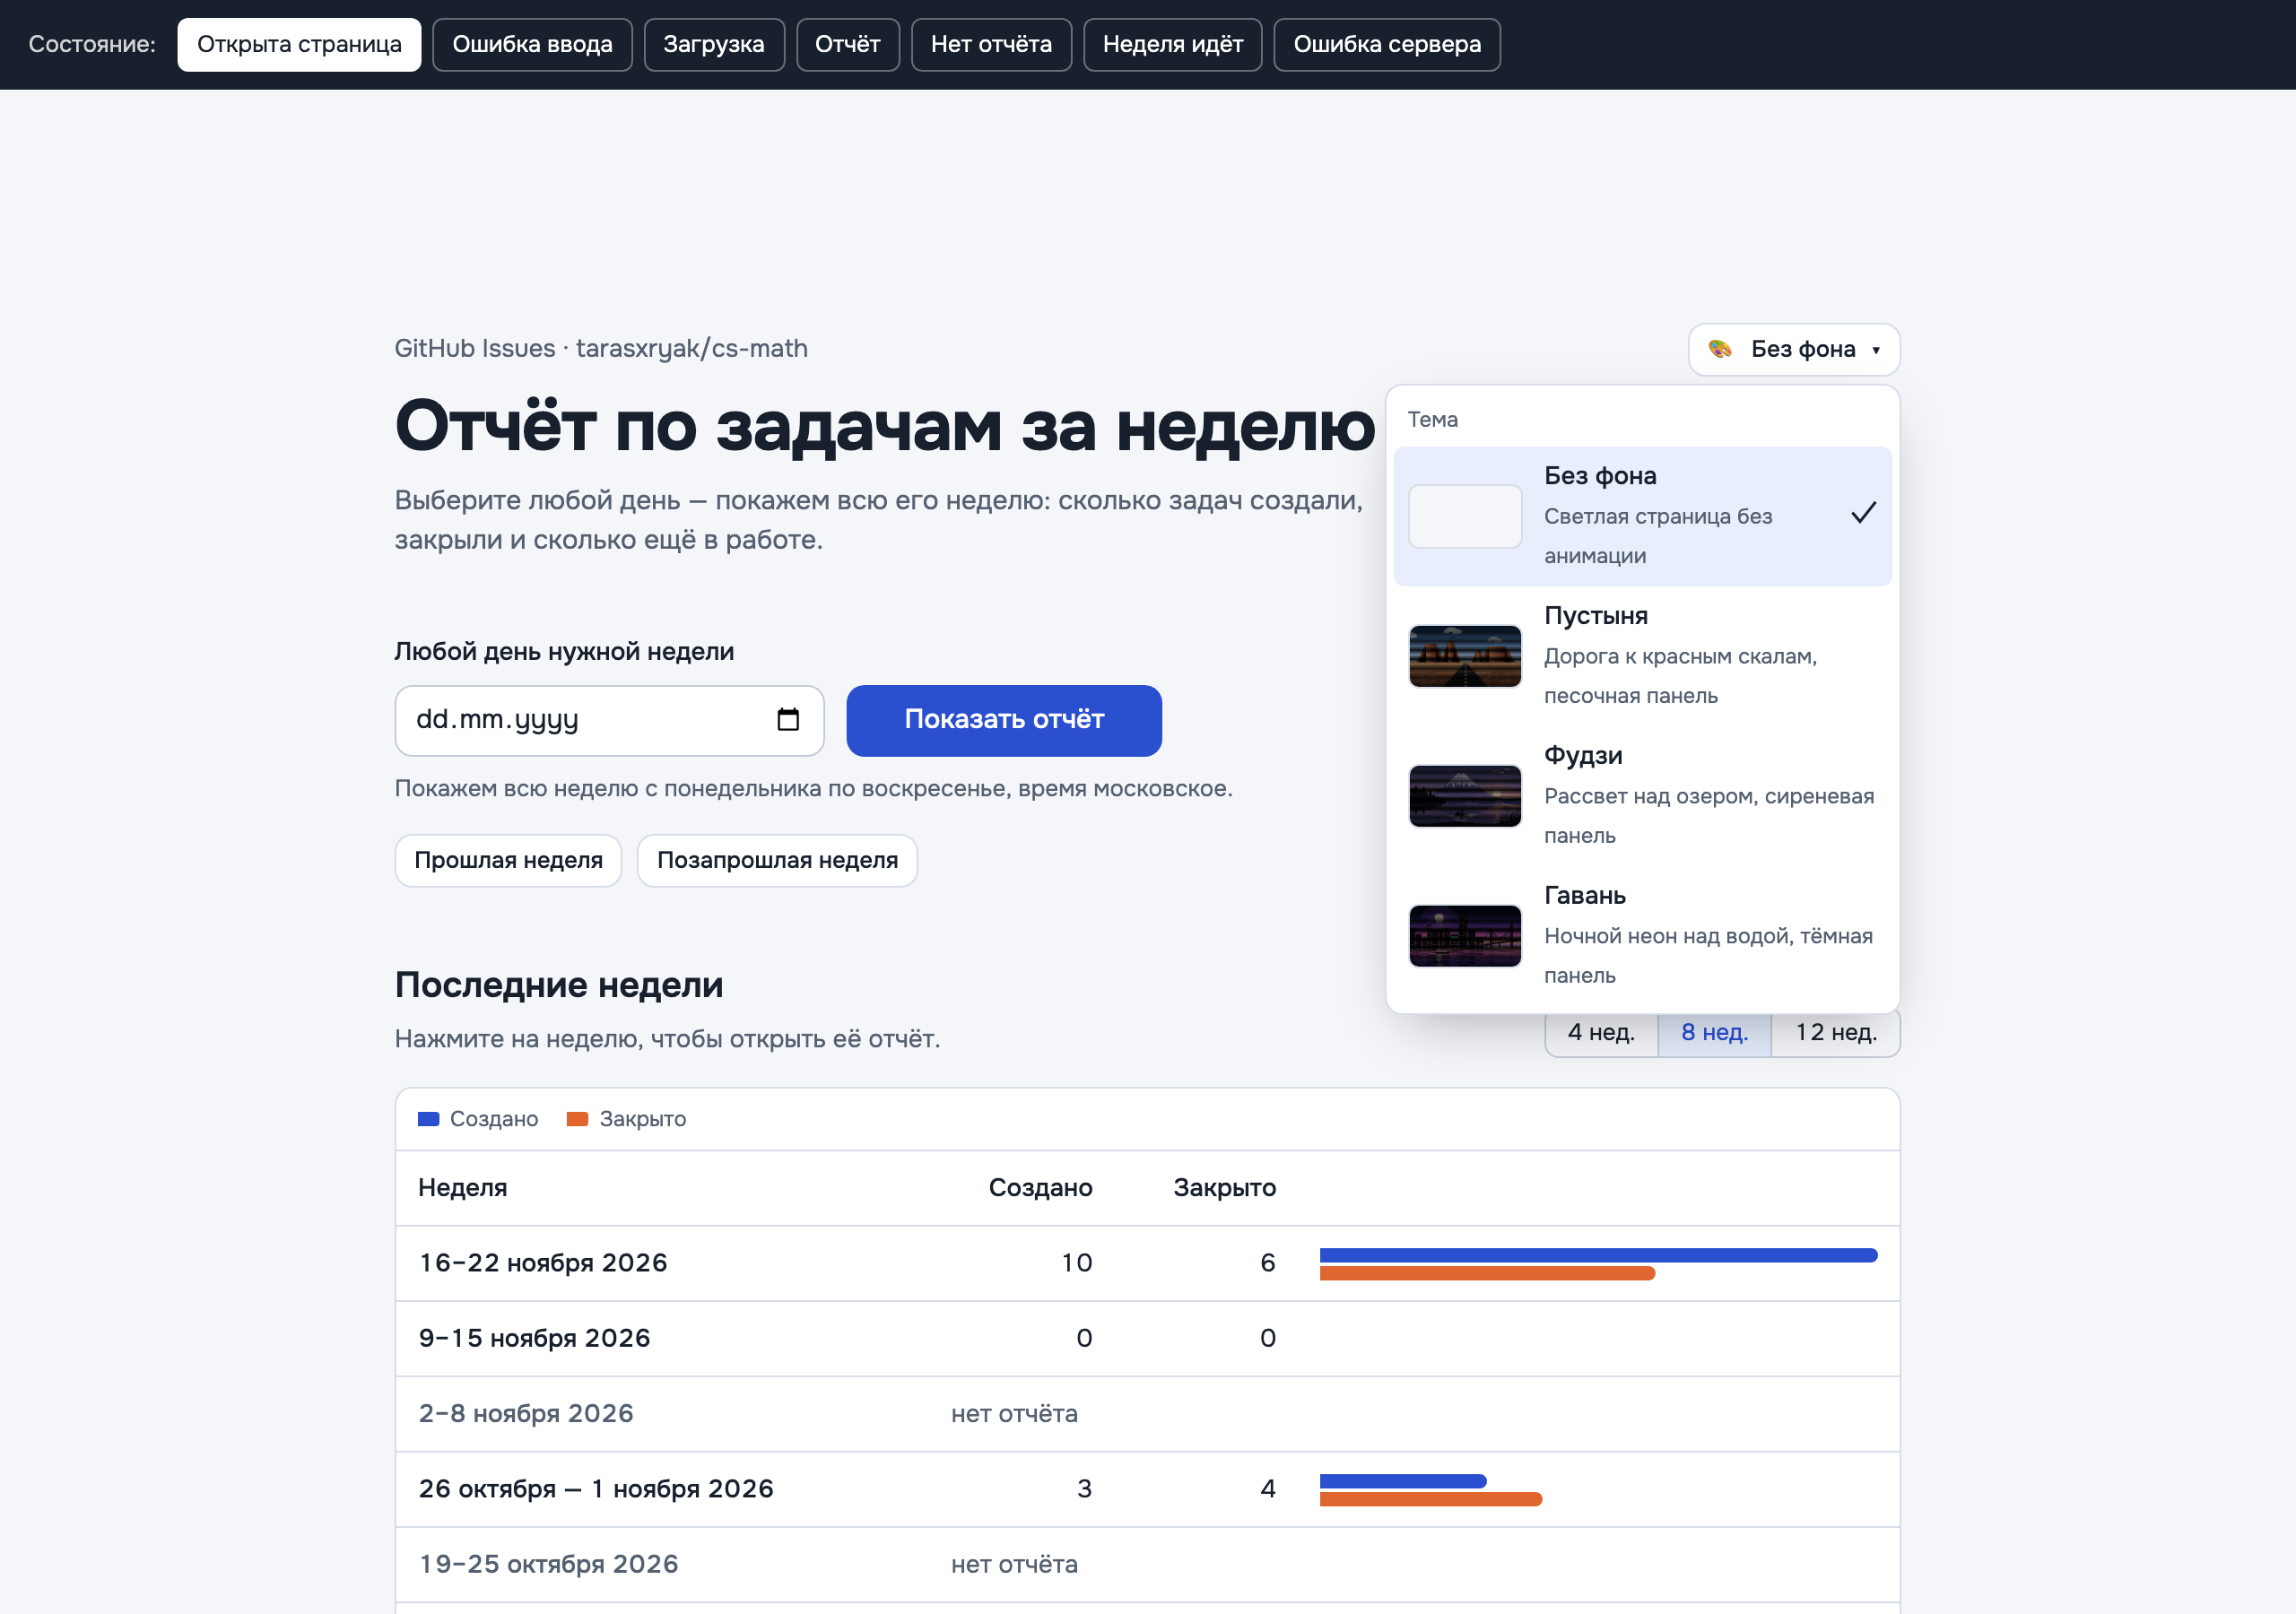 Состояние: Открыта страница Ошибка ввода Загрузка Отчёт Нет отчёта Неделя идёт Ошибка сервера
GitHub Issues · tarasxryak/cs-math
Без фона
Отчёт по задачам за неделю
Выберите любой день — покажем всю его неделю: сколько задач создали,
закрыли и сколько ещё в работе.
Тема
Без фона
Светлая страница без
анимации
Пустыня
Дорога к красным скалам,
песочная панель
Фудзи
Рассвет над озером, сиреневая
панель
Гавань
Ночной неон над водой, тёмная
панель
Любой день нужной недели
dd.mm.yyyy
Показать отчёт
Покажем всю неделю с понедельника по воскресенье, время московское.
Прошлая неделя Позапрошлая неделя
Последние недели
Нажмите на неделю, чтобы открыть её отчёт.
4 нед. 8 нед. 12 нед.
Создано Закрыто
Неделя Создано Закрыто
16–22 ноября 2026 10 6
9–15 ноября 2026 0 0
2–8 ноября 2026 нет отчёта
26 октября — 1 ноября 2026 3 4
19–25 октября 2026 нет отчёта